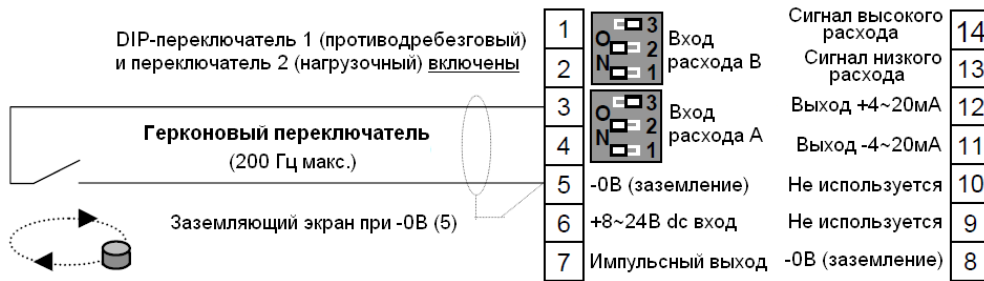 DIP-переключатель 1 (противодребезговый)
и переключатель 2 (нагрузочный) включены
Герконовый переключатель
(200 Гц макс.)
Заземляющий экран при -0В (5)
1
2
3
4
5
6
7
O
N
3
2
1
Вход
расхода В
O
N
3
2
1
Вход
расхода А
-0В (заземление)
+8~24В dc вход
Импульсный выход
Сигнал высокого
расхода
14
Сигнал низкого
расхода
13
Выход +4~20мА
12
Выход -4~20мА
11
Не используется
10
Не используется
9
-0В (заземление)
8